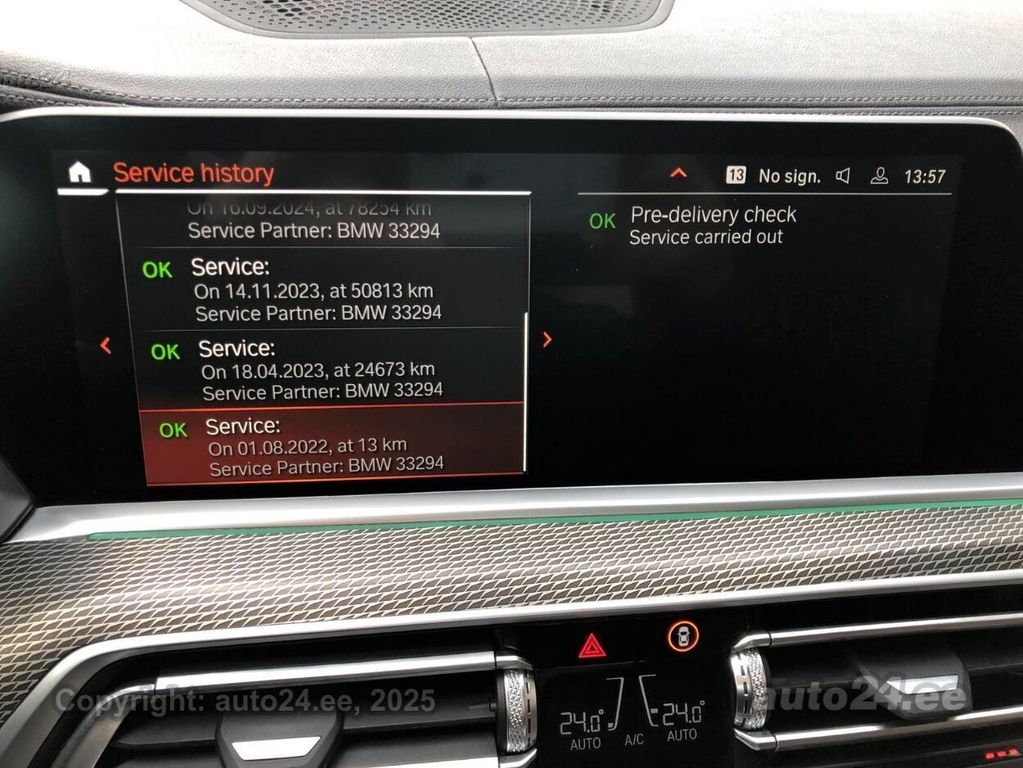 Service history
13 No sign. 13:57
On 16.09.2024, at 78254 km
Service Partner: BMW 33294
OK Service:
On 14.11.2023, at 50813 km
Service Partner: BMW 33294
OK Service:
On 18.04.2023, at 24673 km
Service Partner: BMW 33294
OK Service:
On 01.08.2022, at 13 km
Service Partner: BMW 33294
OK Pre-delivery check
Service carried out
24.0° 24.0°
AUTO A/C AUTO
Copyright: auto24.ee, 2025
auto24.ee